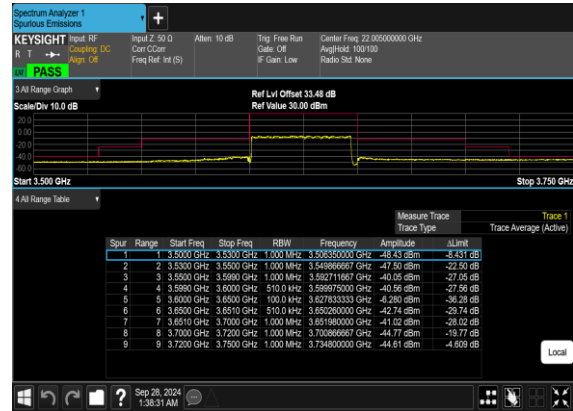 Spectrum Analyzer 1
Spurious Emissions
+
KEYSIGHT Input: RF Input Z: 50 Ω Atten: 10 dB Trig: Free Run Center Freq: 22.005000000 GHz
R T Coupling: DC Corr CCorr Gate: Off Avg|Hold: 100/100
Align: Off Freq Ref: Int (S) IF Gain: Low Radio Std: None
PASS
3 All Range Graph
Ref Lvl Offset 33.48 dB
Scale/Div 10.0 dB Ref Value 30.00 dBm
20.0
0.00
-20.0
-40.0
-60.0
Start 3.500 GHz Stop 3.750 GHz
4 All Range Table
Measure Trace Trace 1
Trace Type Trace Average (Active)
Spur Range Start Freq Stop Freq RBW Frequency Amplitude ΔLimit
1 1 3.5000 GHz 3.5300 GHz 1.000 MHz 3.506350000 GHz -48.43 dBm -8.431 dB
2 2 3.5300 GHz 3.5500 GHz 1.000 MHz 3.549866667 GHz -47.50 dBm -22.50 dB
3 3 3.5500 GHz 3.5990 GHz 1.000 MHz 3.592711667 GHz -40.05 dBm -27.05 dB
4 4 3.5990 GHz 3.6000 GHz 510.0 kHz 3.599975000 GHz -40.56 dBm -27.56 dB
5 5 3.6000 GHz 3.6500 GHz 100.0 kHz 3.627833333 GHz -6.280 dBm -36.28 dB
6 6 3.6500 GHz 3.6510 GHz 510.0 kHz 3.650260000 GHz -42.74 dBm -29.74 dB
7 7 3.6510 GHz 3.7000 GHz 1.000 MHz 3.651980000 GHz -41.02 dBm -28.02 dB
8 8 3.7000 GHz 3.7200 GHz 1.000 MHz 3.700866667 GHz -44.77 dBm -19.77 dB
9 9 3.7200 GHz 3.7500 GHz 1.000 MHz 3.734800000 GHz -44.61 dBm -4.609 dB
Local
? Sep 28, 2024
1:38:31 AM